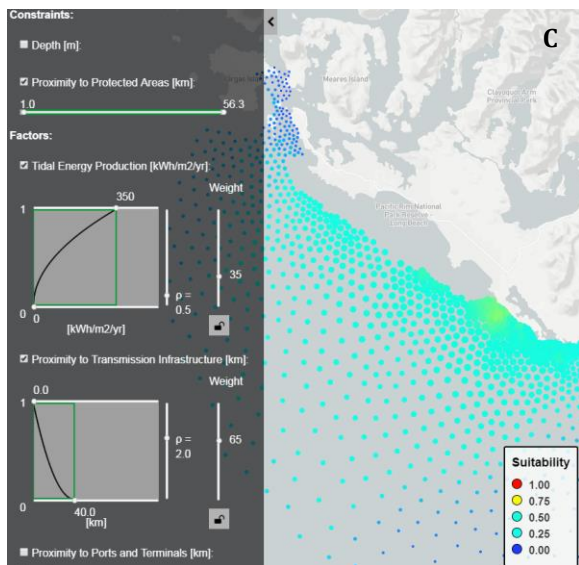 Constraints:
Depth [m]:
Proximity to Protected Areas [km]:
1.0 56.3
Factors:
Tidal Energy Production [kWh/m2/yr]:
350 Weight
1
35
ρ =
0.5
0
0
[kWh/m2/yr]
Proximity to Transmission Infrastructure [km]:
0.0 Weight
1
ρ =
2.0
65
0
40.0
[km]
Proximity to Ports and Terminals [km]:
C
Meares Island
Clayoquot Arm
Provincial Park
Pacific Rim National
Park Reserve
Long Beach
Suitability
1.00
0.75
0.50
0.25
0.00